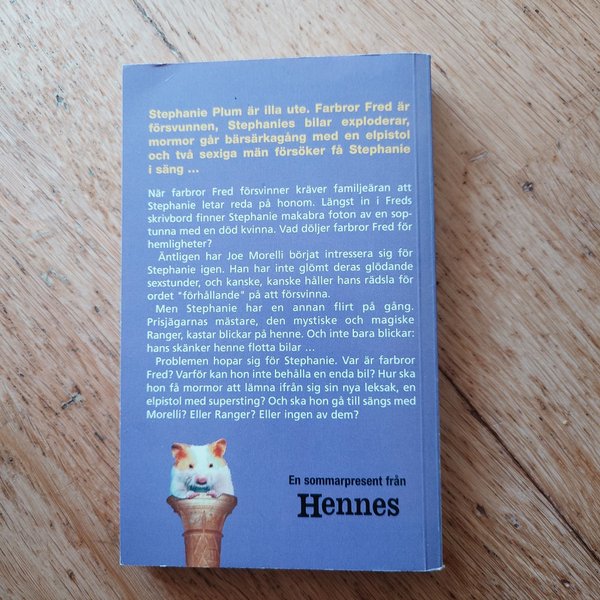 Stephanie Plum är illa ute. Farbror Fred är
försvunnen, Stephanies bilar exploderar,
mormor går bärsärkagång med en elpistol
och två sexiga män försöker få Stephanie
i säng ...
När farbror Fred försvinner kräver familjeäran att
Stephanie letar reda på honom. Längst in i Freds
skrivbord finner Stephanie makabra foton av en sop-
tunna med en död kvinna. Vad döljer farbror Fred för
hemligheter?
Äntligen har Joe Morelli börjat intressera sig för
Stephanie igen. Han har inte glömt deras glödande
sexstunder, och kanske, kanske håller hans rädsla för
ordet "förhållande" på att försvinna.
Men Stephanie har en annan flirt på gång.
Prisjägarnas mästare, den mystiske och magiske
Ranger, kastar blickar på henne. Och inte bara blickar:
hans skänker henne flotta bilar ...
Problemen hopar sig för Stephanie. Var är farbror
Fred? Varför kan hon inte behålla en enda bil? Hur ska
hon få mormor att lämna ifrån sig sin nya leksak, en
elpistol med supersting? Och ska hon gå till sängs med
Morelli? Eller Ranger? Eller ingen av dem?
En sommarpresent från
Hennes